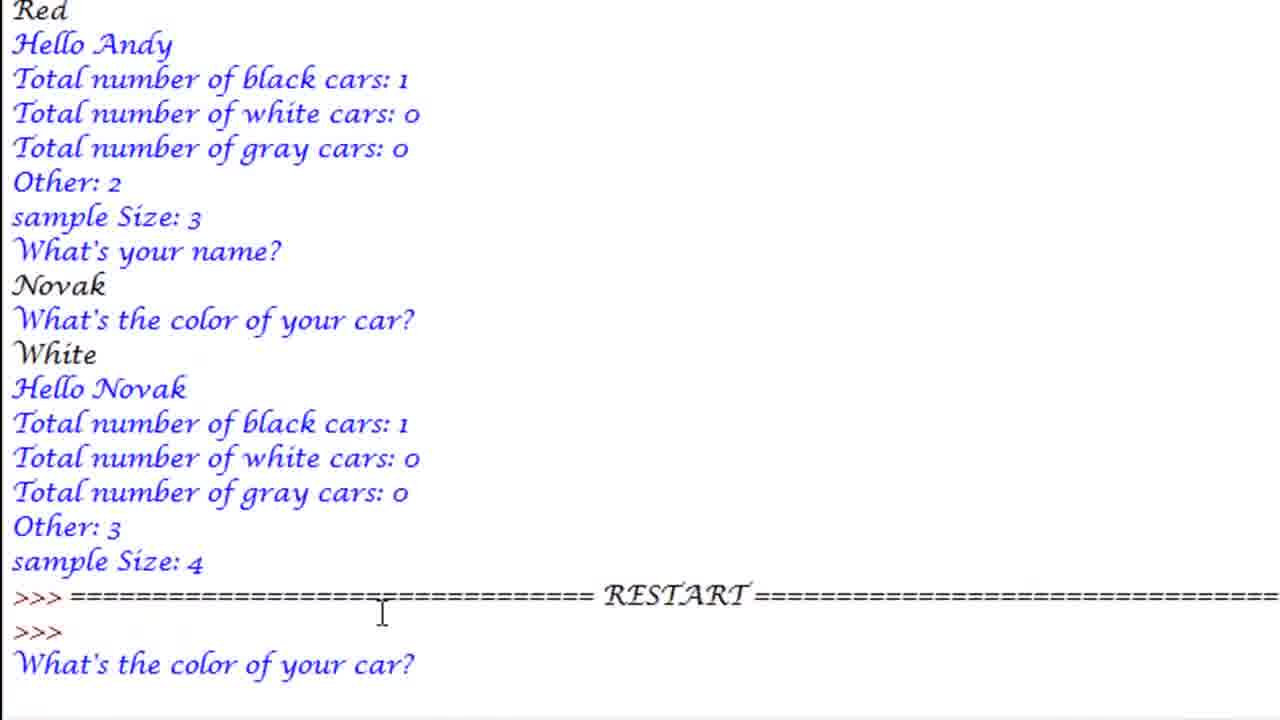 Red
Hello Andy
Total number of black cars: 1
Total number of white cars: 0
Total number of gray cars: 0
Other: 2
sample Size: 3
What's your name?
Novak
What's the color of your car?
White
Hello Novak
Total number of black cars: 1
Total number of white cars: 0
Total number of gray cars: 0
Other: 3
sample Size: 4
>>> ================================ RESTART ================================
>>>
What's the color of your car?